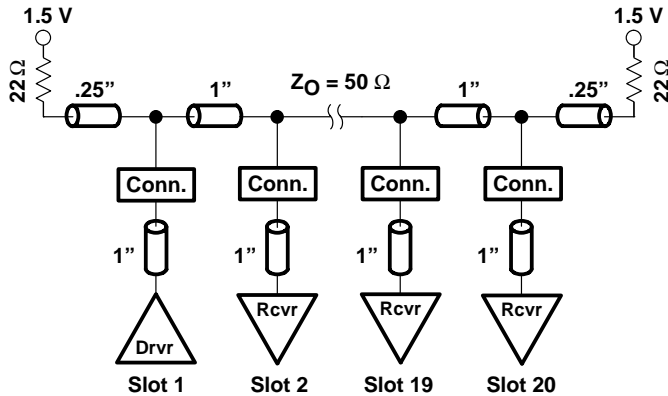 1.5 V
1.5 V
22 Ω
22 Ω
.25”
1”
ZO = 50 Ω
1”
.25”
Conn.
Conn.
Conn.
Conn.
1”
1”
1”
1”
Drvr
Rcvr
Rcvr
Rcvr
Slot 1
Slot 2
Slot 19
Slot 20